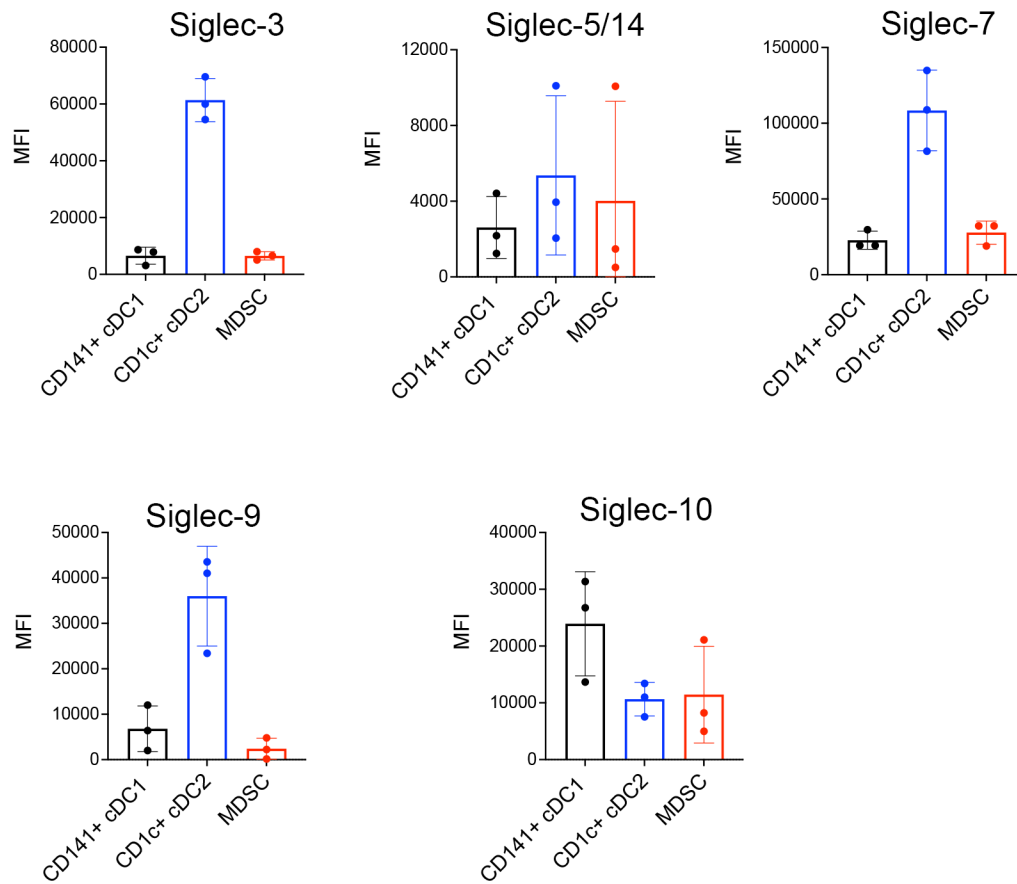 Siglec-3
MFI
80000
60000
40000
20000
0
CD141+ cDC1
CD1c+ cDC2
MDSC
Siglec-5/14
MFI
12000
8000
4000
0
CD141+ cDC1
CD1c+ cDC2
MDSC
Siglec-7
MFI
150000
100000
50000
0
CD141+ cDC1
CD1c+ cDC2
MDSC
Siglec-9
MFI
50000
40000
30000
20000
10000
0
CD141+ cDC1
CD1c+ cDC2
MDSC
Siglec-10
MFI
40000
30000
20000
10000
0
CD141+ cDC1
CD1c+ cDC2
MDSC